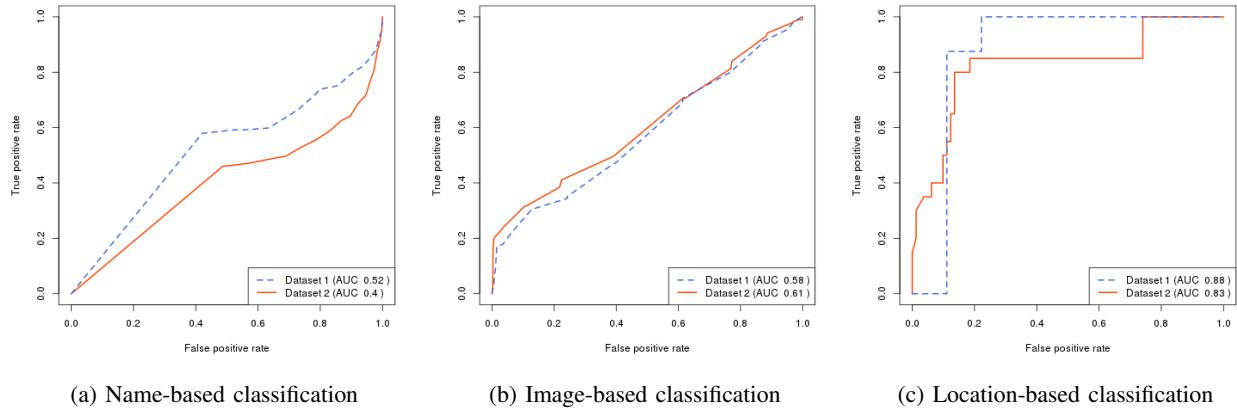 True positive rate
1.0
0.8
0.6
0.4
0.2
0.0
Dataset 1 (AUC 0.52 )
Dataset 2 (AUC 0.4 )
0.0 0.2 0.4 0.6 0.8 1.0
False positive rate
(a) Name-based classification
True positive rate
1.0
0.8
0.6
0.4
0.2
0.0
Dataset 1 (AUC 0.58 )
Dataset 2 (AUC 0.61 )
0.0 0.2 0.4 0.6 0.8 1.0
False positive rate
(b) Image-based classification
True positive rate
1.0
0.8
0.6
0.4
0.2
0.0
Dataset 1 (AUC 0.88 )
Dataset 2 (AUC 0.83 )
0.0 0.2 0.4 0.6 0.8 1.0
False positive rate
(c) Location-based classification